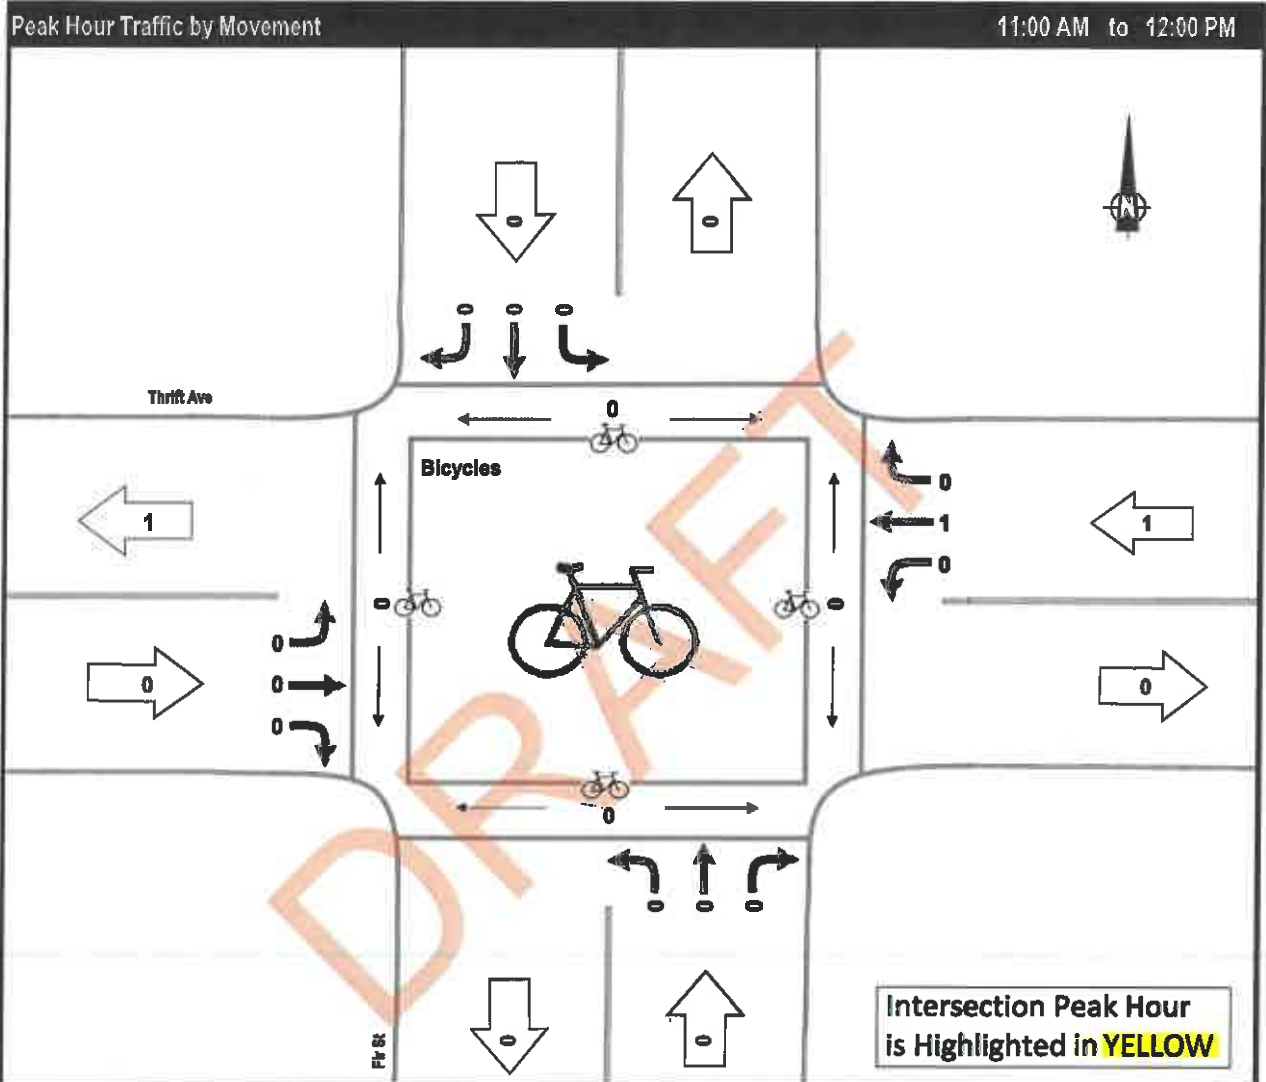 Peak Hour Traffic by Movement 11:00 AM to 12:00 PM
N
0 0
0 0 0
Thrift Ave
0
Bicycles
0
1 1 1
0
0 0
0
0 0 0
0
0
0 0 0
Intersection Peak Hour
is Highlighted in YELLOW
0 0
Fir St
DRAFT